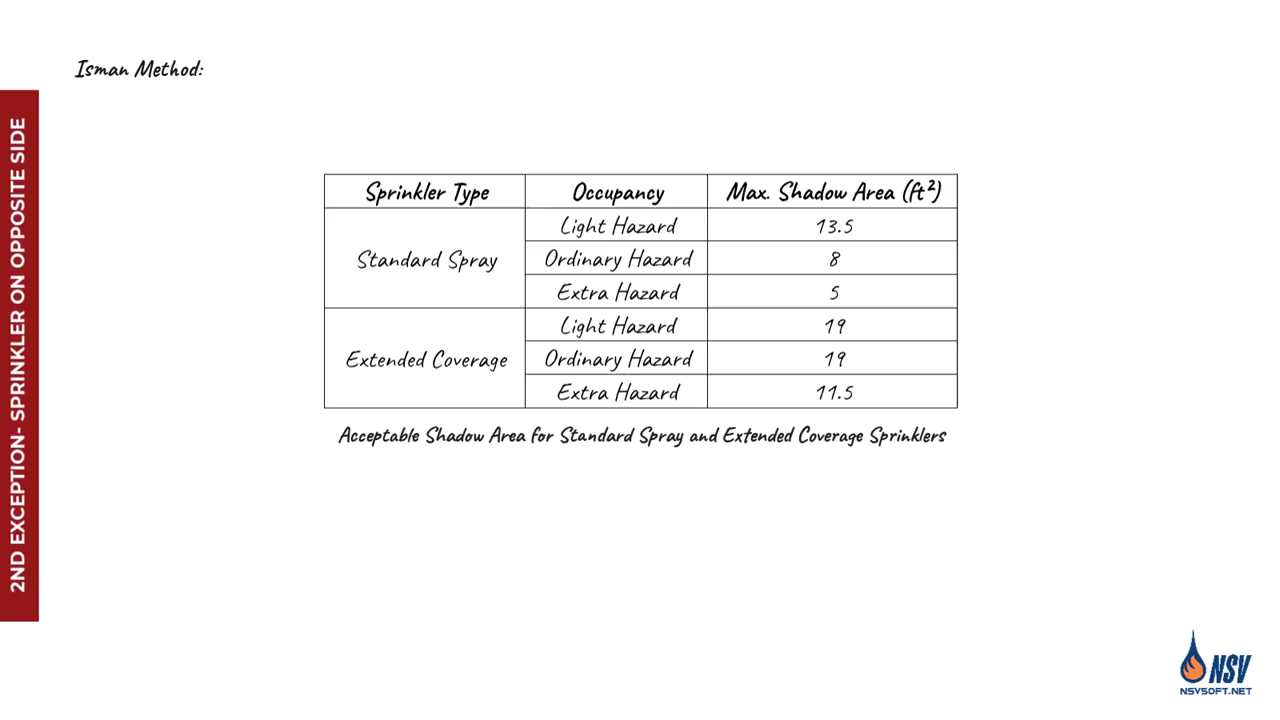 Isman Method:
2ND EXCEPTION- SPRINKLER ON OPPOSITE SIDE
Sprinkler Type Occupancy Max. Shadow Area (ft²)
Standard Spray
Light Hazard 13.5
Ordinary Hazard 8
Extra Hazard 5
Extended Coverage
Light Hazard 19
Ordinary Hazard 19
Extra Hazard 11.5
Acceptable Shadow Area for Standard Spray and Extended Coverage Sprinklers
NSV
NSVSOFT.NET